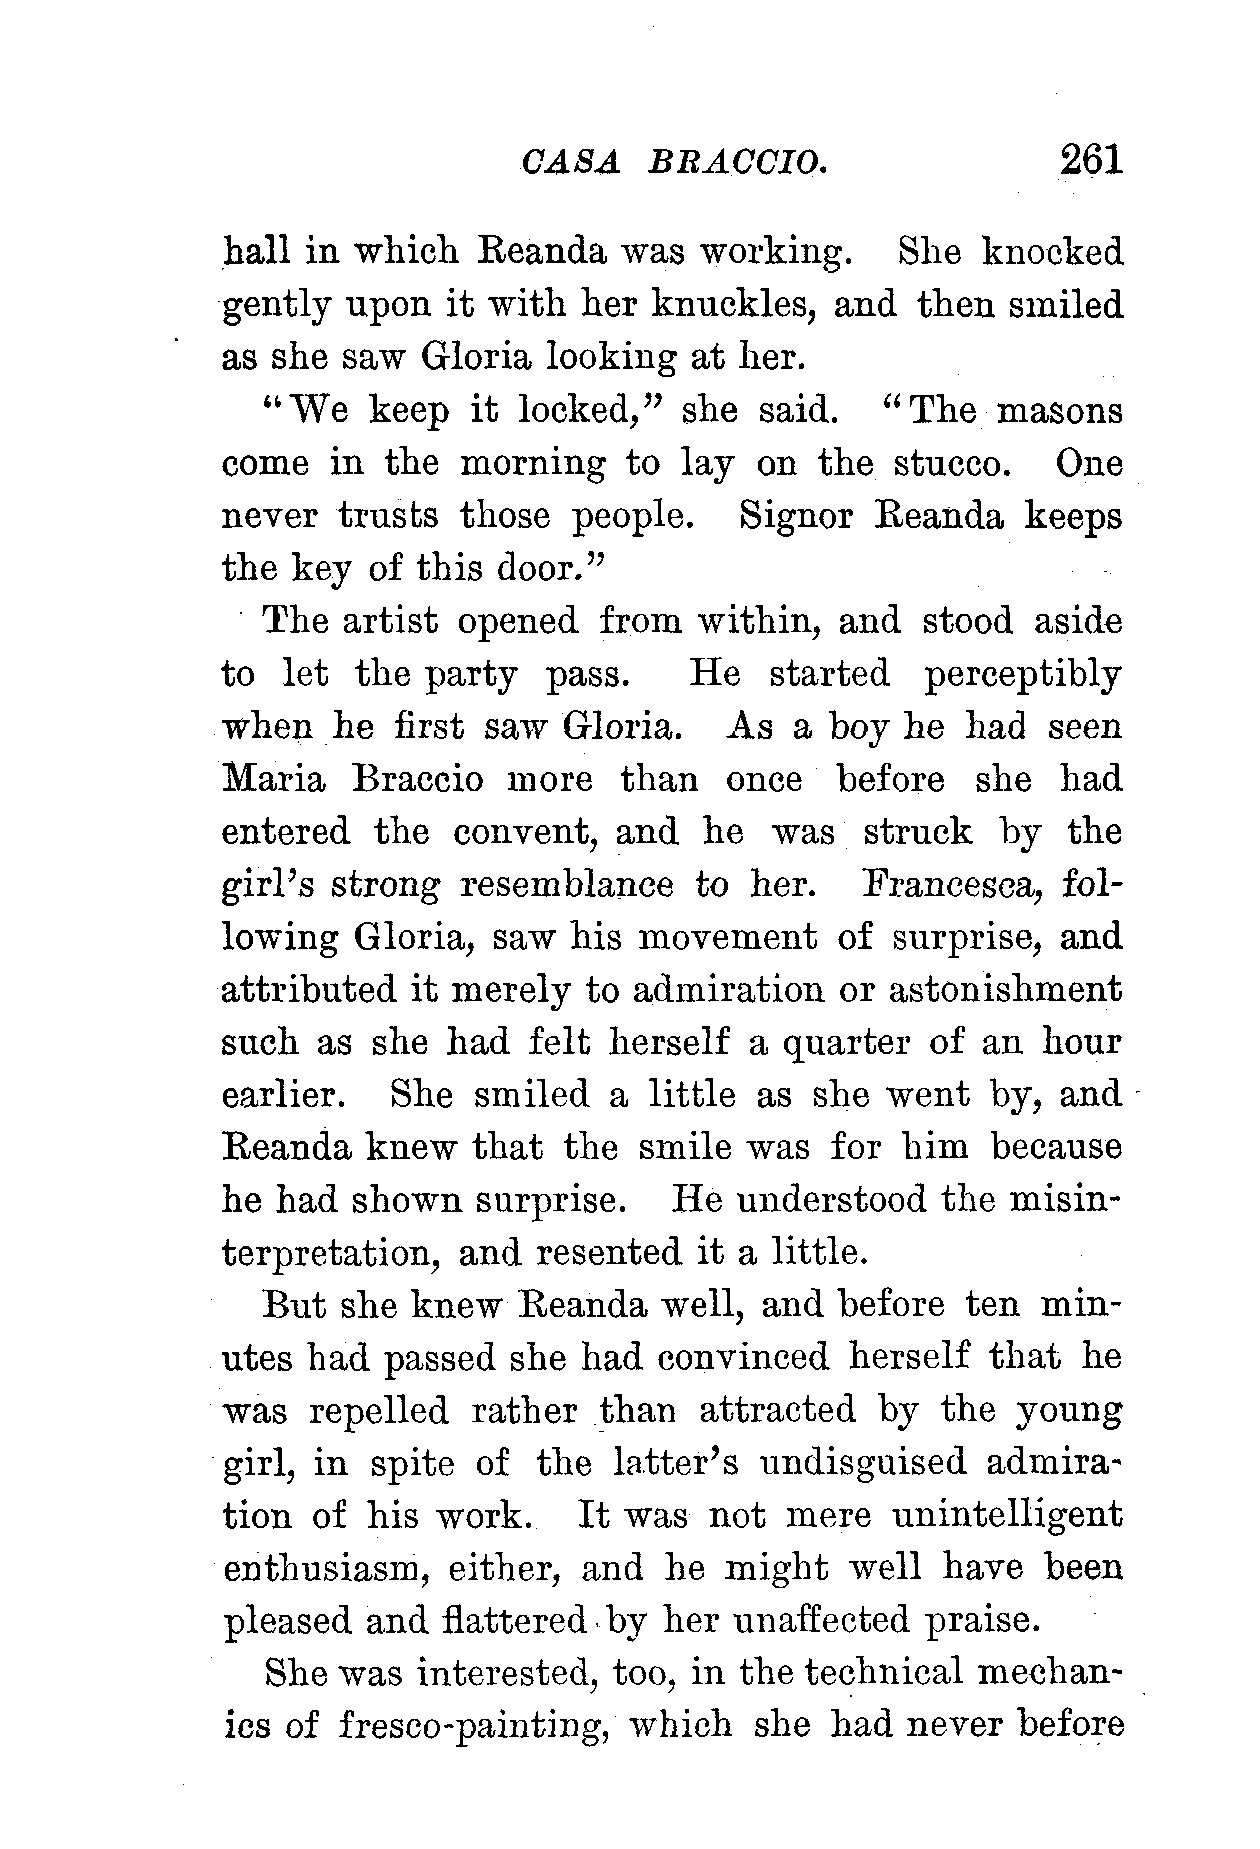 CASA BRACCIO. 261
hall in which Reanda was working. She knocked
gently upon it with her knuckles, and then smiled
as she saw Gloria looking at her.
"We keep it locked," she said. "The masons
come in the morning to lay on the stucco. One
never trusts those people. Signor Reanda keeps
the key of this door."
The artist opened from within, and stood aside
to let the party pass. He started perceptibly
when he first saw Gloria. As a boy he had seen
Maria Braccio more than once before she had
entered the convent, and he was struck by the
girl's strong resemblance to her. Francesca, fol-
lowing Gloria, saw his movement of surprise, and
attributed it merely to admiration or astonishment
such as she had felt herself a quarter of an hour
earlier. She smiled a little as she went by, and
Reanda knew that the smile was for him because
he had shown surprise. He understood the misin-
terpretation, and resented it a little.
But she knew Reanda well, and before ten min-
utes had passed she had convinced herself that he
was repelled rather than attracted by the young
girl, in spite of the latter's undisguised admira-
tion of his work. It was not mere unintelligent
enthusiasm, either, and he might well have been
pleased and flattered by her unaffected praise.
She was interested, too, in the technical mechan-
ics of fresco-painting, which she had never before